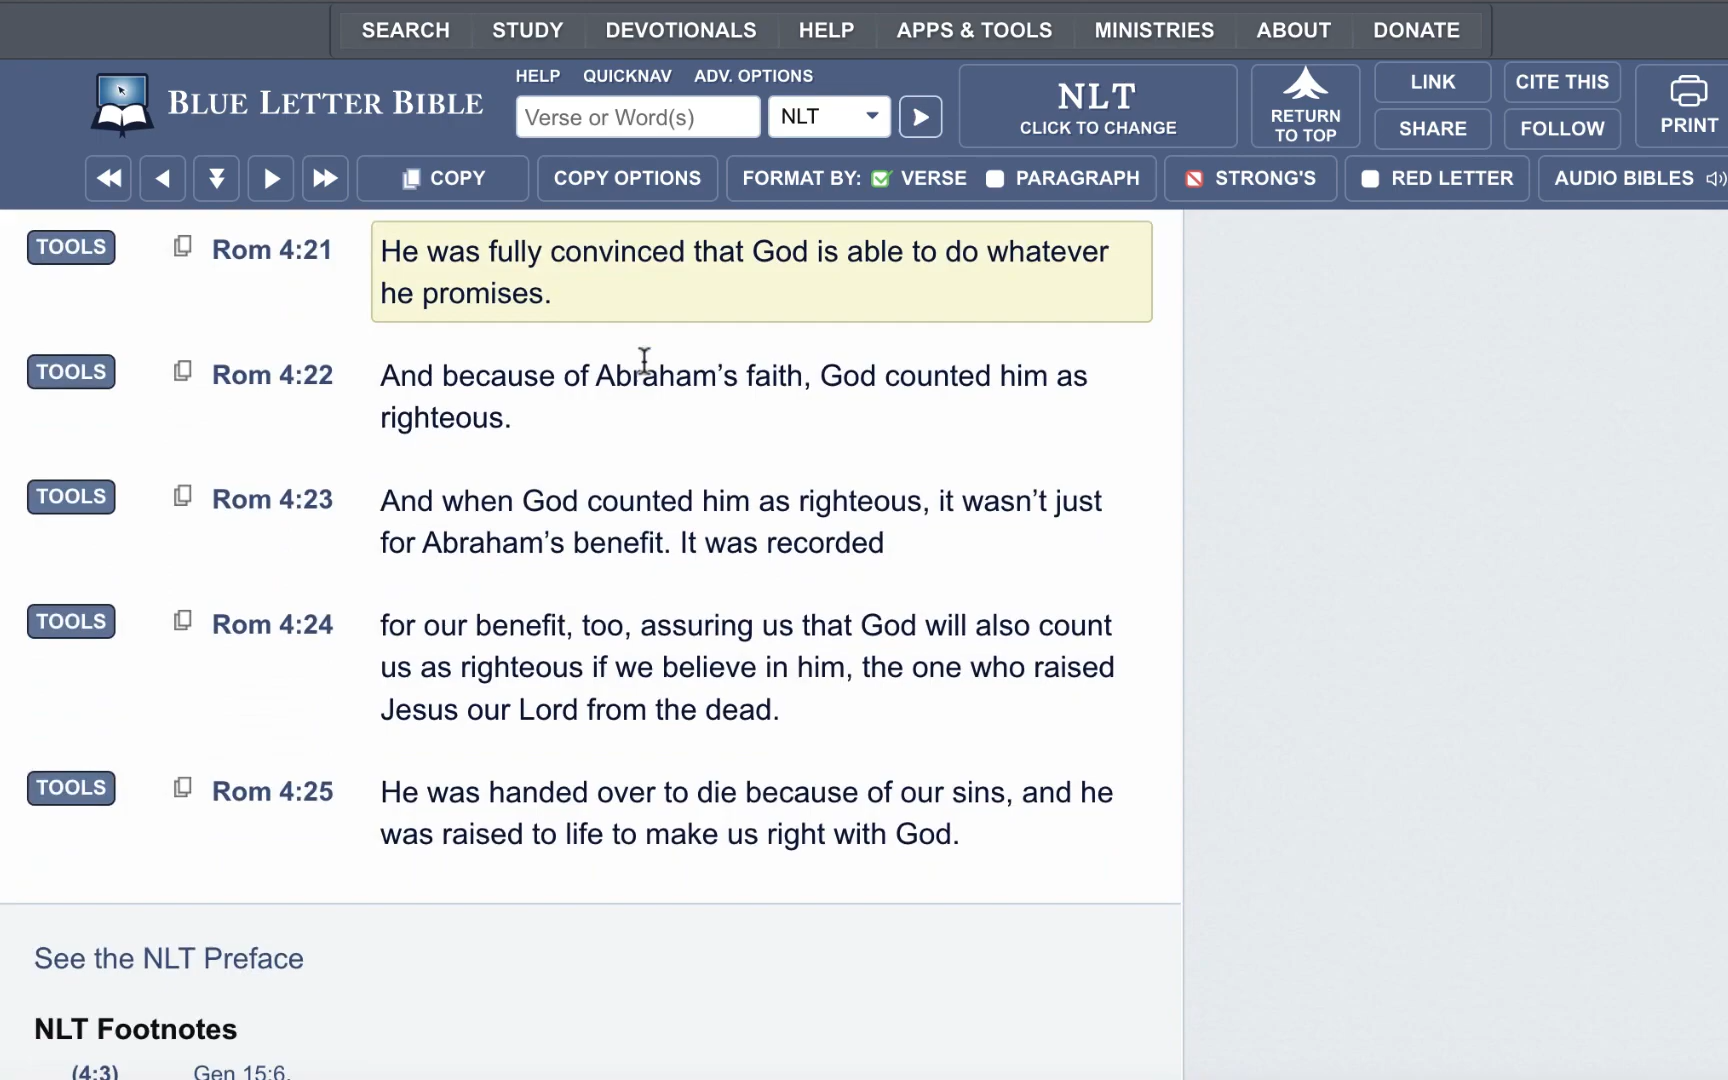 SEARCH STUDY DEVOTIONALS HELP APPS & TOOLS MINISTRIES ABOUT DONATE
HELP QUICKNAV ADV. OPTIONS
BLUE LETTER BIBLE
Verse or Word(s) NLT
NLT
CLICK TO CHANGE
RETURN
TO TOP
LINK CITE THIS
SHARE FOLLOW
PRINT
COPY COPY OPTIONS FORMAT BY: VERSE PARAGRAPH STRONG'S RED LETTER AUDIO BIBLES
TOOLS Rom 4:21 He was fully convinced that God is able to do whatever
he promises.
TOOLS Rom 4:22 And because of Abraham’s faith, God counted him as
righteous.
TOOLS Rom 4:23 And when God counted him as righteous, it wasn’t just
for Abraham’s benefit. It was recorded
TOOLS Rom 4:24 for our benefit, too, assuring us that God will also count
us as righteous if we believe in him, the one who raised
Jesus our Lord from the dead.
TOOLS Rom 4:25 He was handed over to die because of our sins, and he
was raised to life to make us right with God.
See the NLT Preface
NLT Footnotes
(4:3) Gen 15:6.